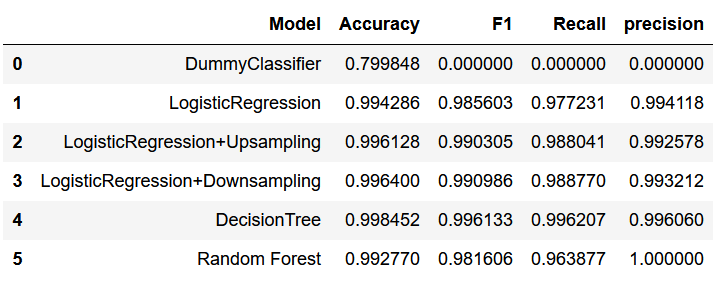 Model Accuracy F1 Recall precision
0 DummyClassifier 0.799848 0.000000 0.000000 0.000000
1 LogisticRegression 0.994286 0.985603 0.977231 0.994118
2 LogisticRegression+Upsampling 0.996128 0.990305 0.988041 0.992578
3 LogisticRegression+Downsampling 0.996400 0.990986 0.988770 0.993212
4 DecisionTree 0.998452 0.996133 0.996207 0.996060
5 Random Forest 0.992770 0.981606 0.963877 1.000000